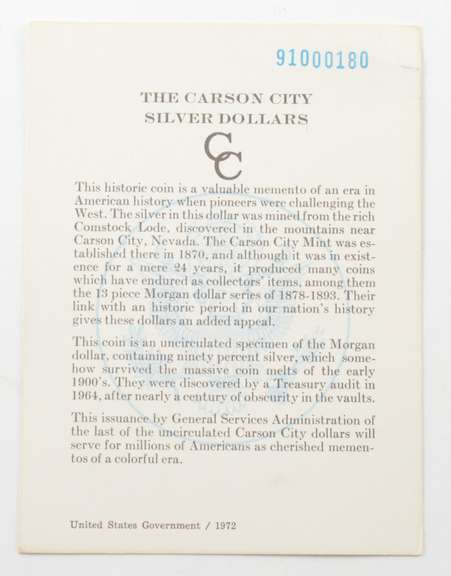 91000180
THE CARSON CITY
SILVER DOLLARS
CC
This historic coin is a valuable memento of an era in
American history when pioneers were challenging the
West. The silver in this dollar was mined from the rich
Comstock Lode, discovered in the mountains near
Carson City, Nevada. The Carson City Mint was es-
tablished there in 1870, and although it was in exist-
ence for a mere 24 years, it produced many coins
which have endured as collectors' items, among them
the 13 piece Morgan dollar series of 1878-1893. Their
link with an historic period in our nation's history
gives these dollars an added appeal.
This coin is an uncirculated specimen of the Morgan
dollar, containing ninety percent silver, which some-
how survived the massive coin melts of the early
1900's. They were discovered by a Treasury audit in
1964, after nearly a century of obscurity in the vaults.
This issuance by General Services Administration of
the last of the uncirculated Carson City dollars will
serve for millions of Americans as cherished memen-
tos of a colorful era.
United States Government / 1972